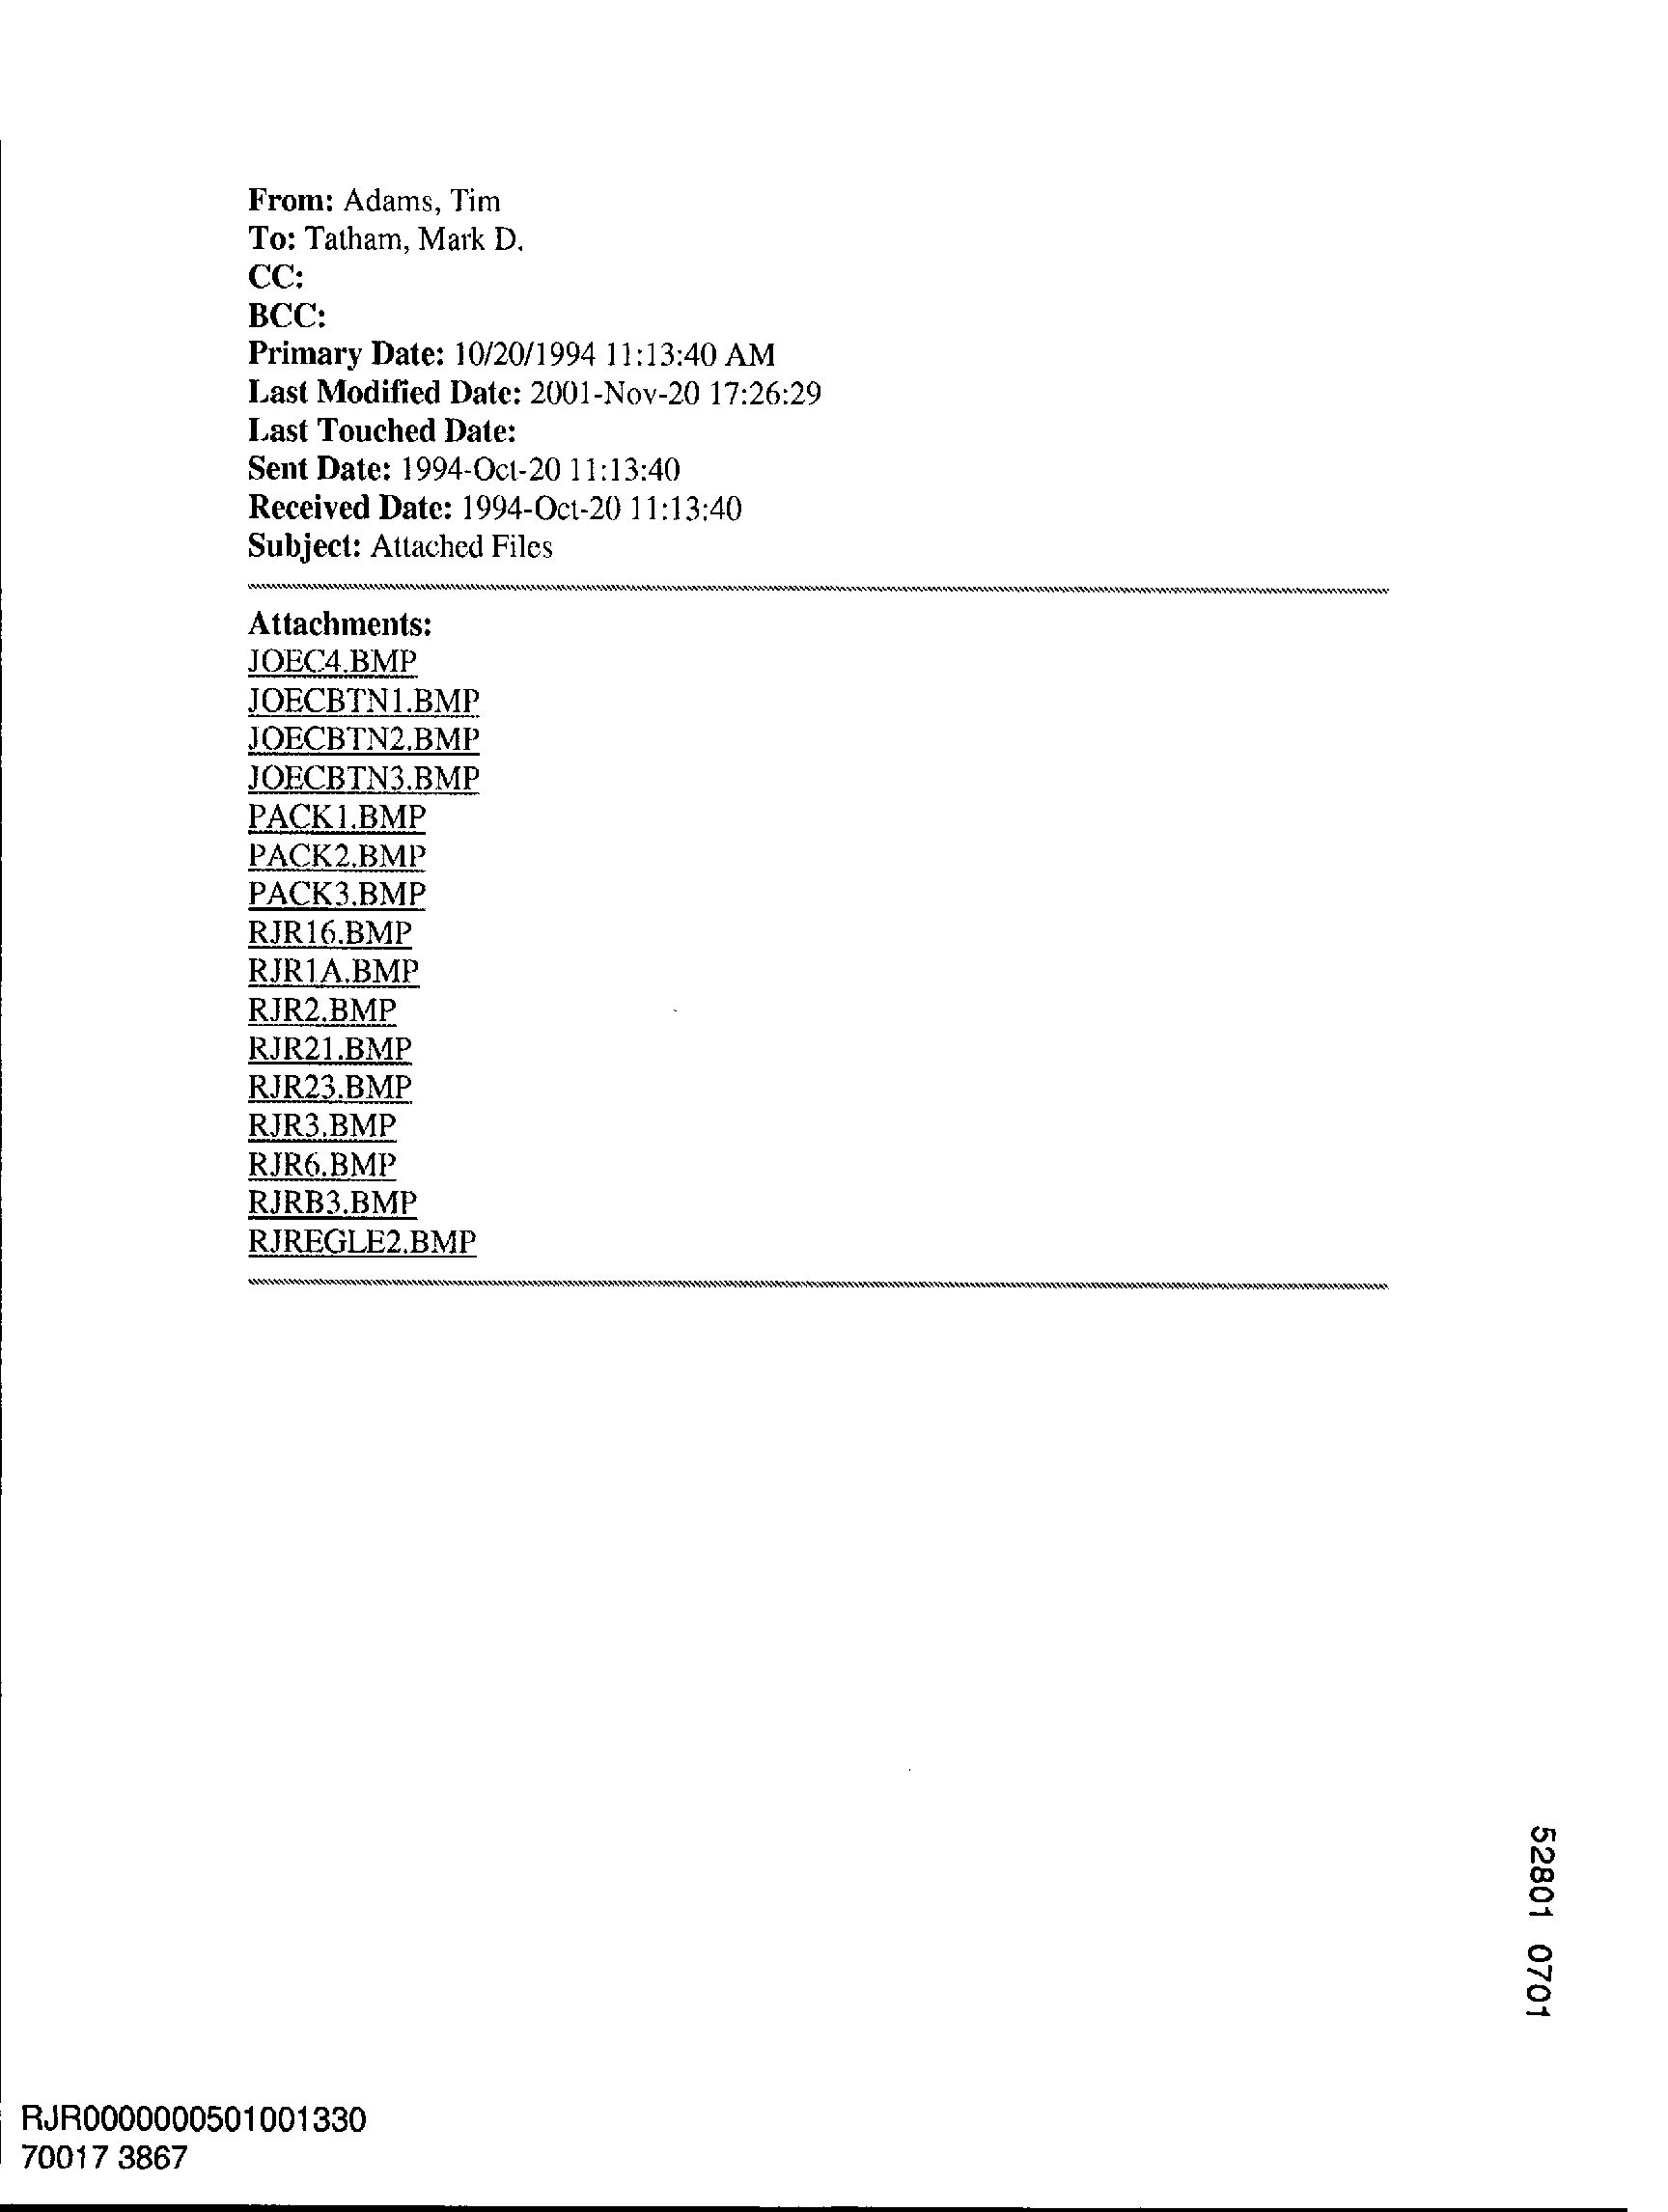 From: Adams, Tim
To: Tatham, Mark D.
CC:
BCC:
Primary Date: 10/20/1994 11:13:40 AM
Last Modified Date: 2001-Nov-20 17:26:29
Last Touched Date:
Sent Date: 1994-Oct-20 11:13:40
Received Date: 1994-Oct-20 11:13:40
Subject: Attached Files
Attachments:
JOEC4.BMP
JOECBTN1.BMP
JOECBTN2.BMP
JOECBTN3.BMP
PACK1.BMP
PACK2.BMP
PACK3.BMP
RJR16.BMP
RJR1A.BMP
RJR2.BMP
RJR21.BMP
RJR23.BMP
RJR3.BMP
RJR6.BMP
RJRB3.BMP
RJREGLE2.BMP
52801 0701
RJR0000000501001330
70017 3867